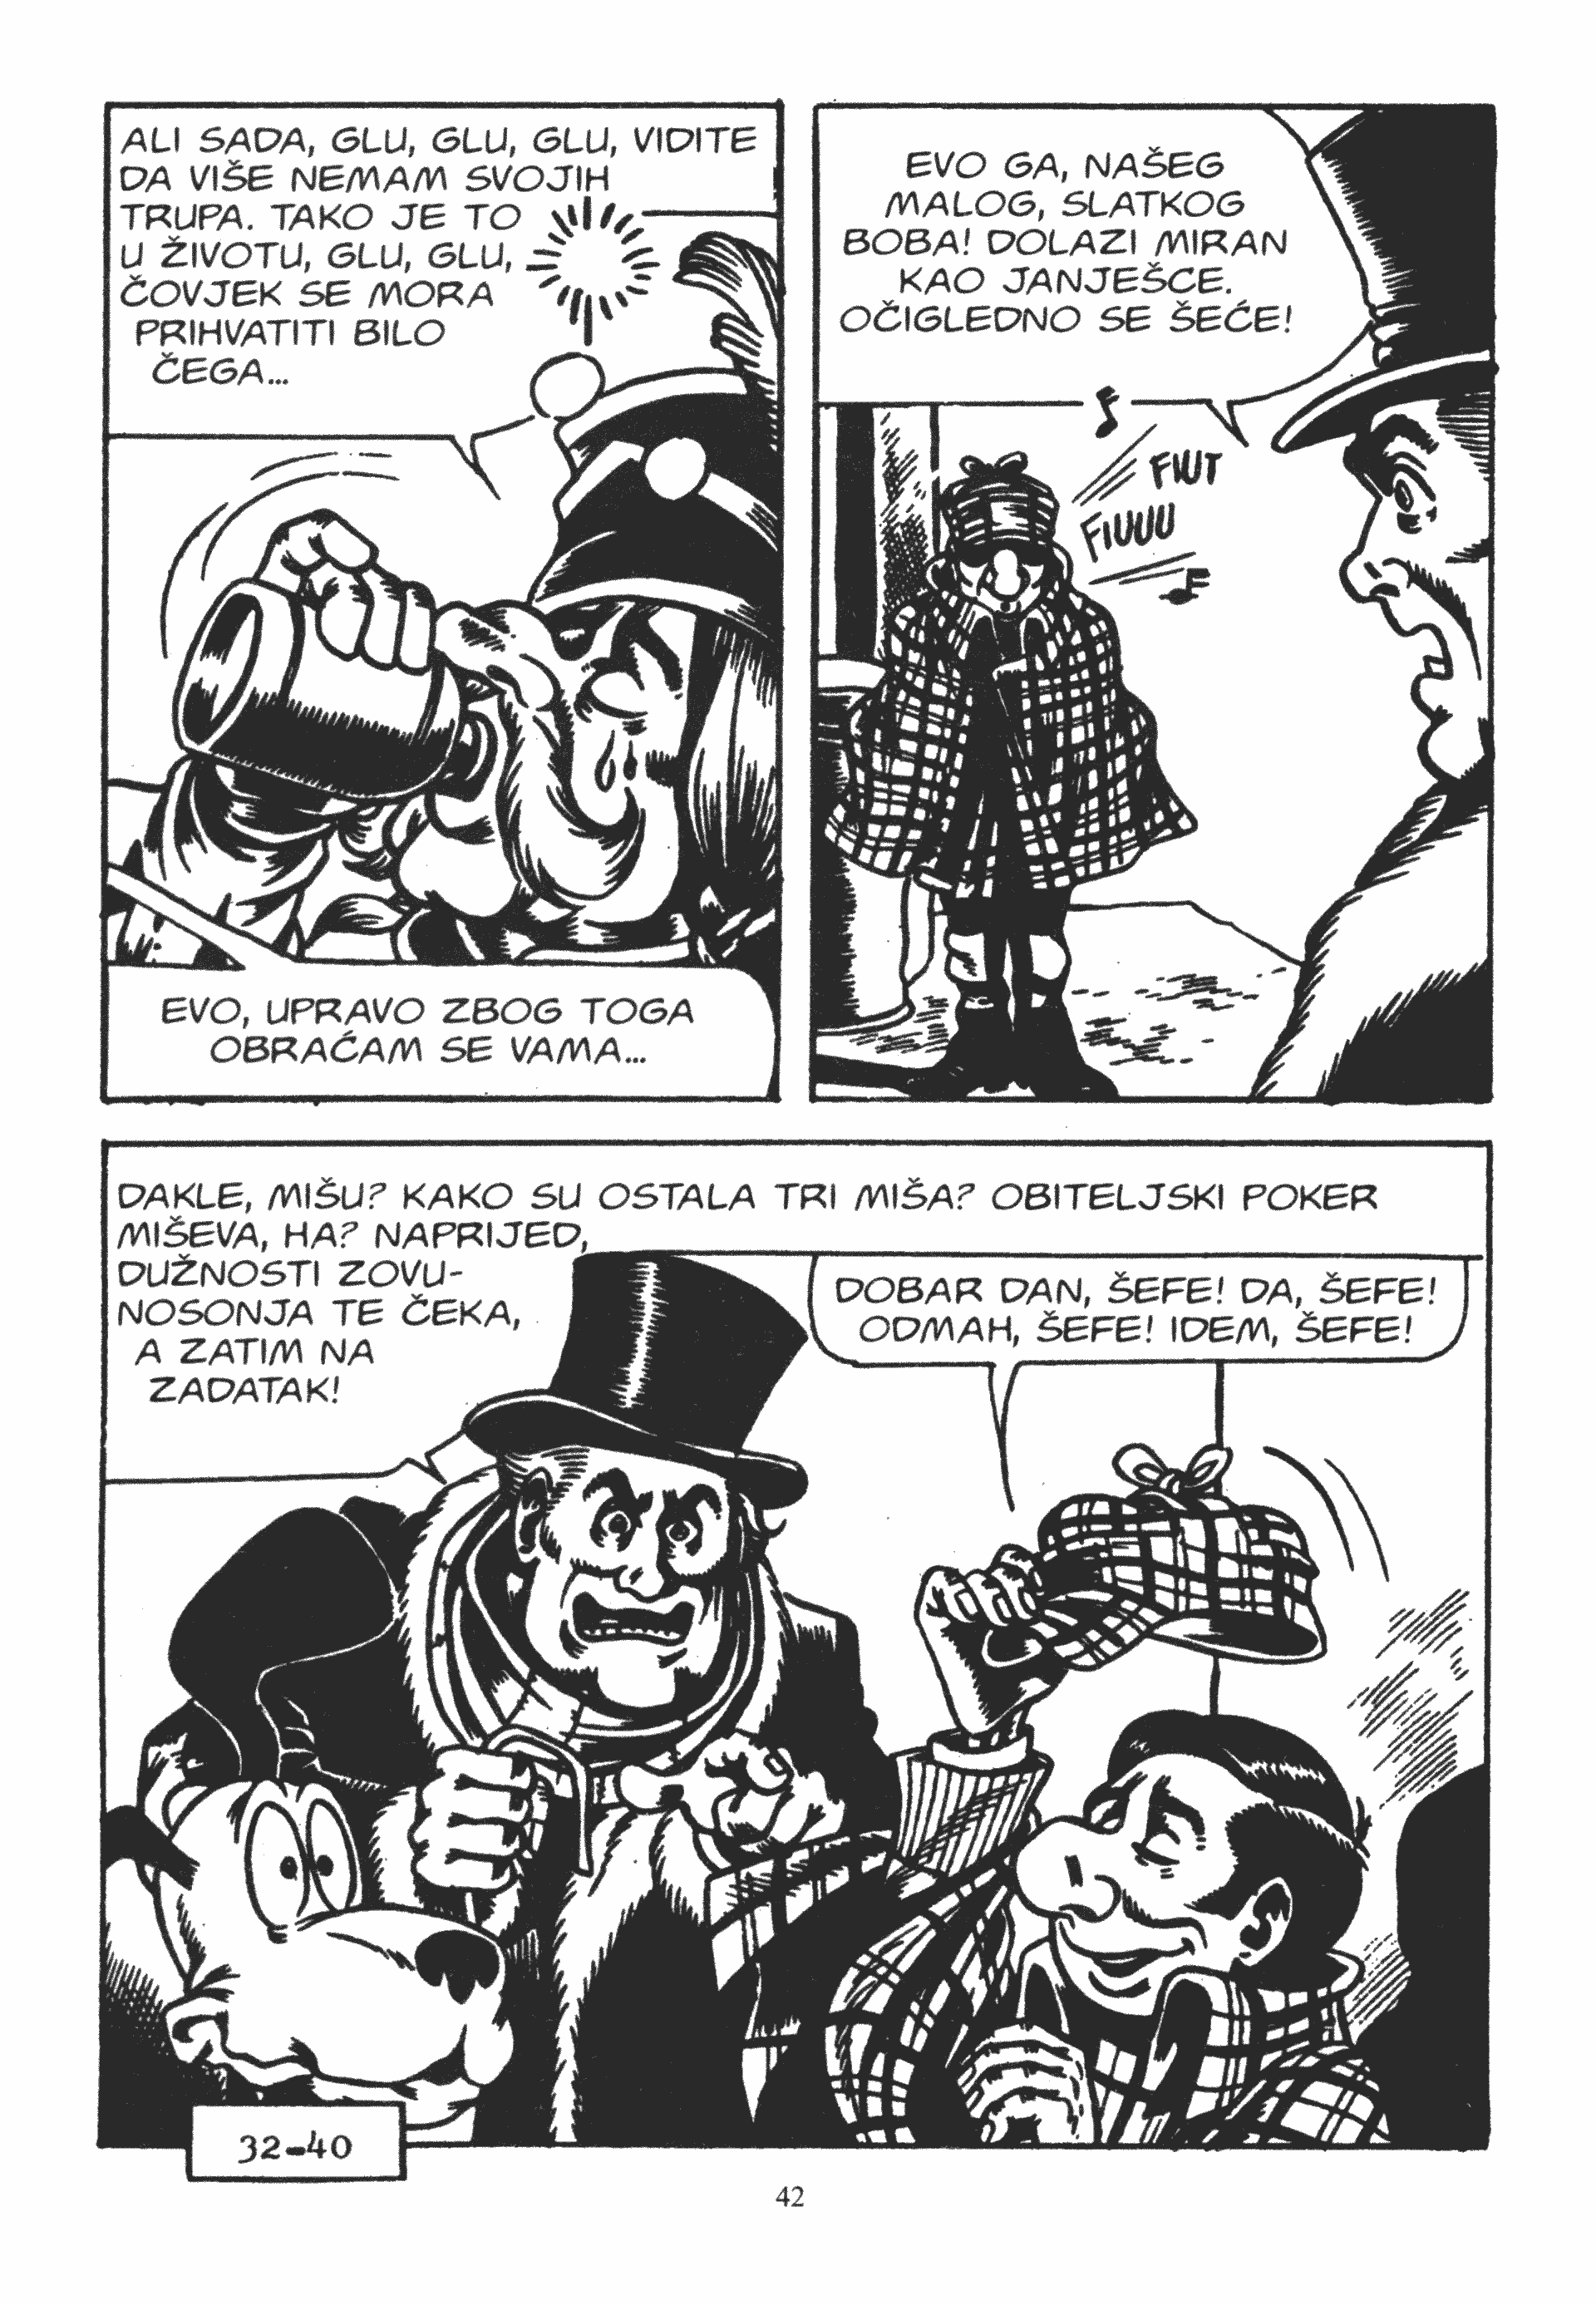 ALI SADA, GLU, GLU, GLU, VIDITE
DA VIŠE NEMAM SVOJIH
TRUPA. TAKO JE TO
U ŽIVOTU, GLU, GLU,
ČOVJEK SE MORA
PRIHVATITI BILO
ČEGA...
EVO, UPRAVO ZBOG TOGA
OBRAĆAM SE VAMA...
EVO GA, NAŠEG
MALOG, SLATKOG
BOBA! DOLAZI MIRAN
KAO JANJEŠCE.
OČIGLEDNO SE ŠEĆE!
FIUT
FIUUU
DAKLE, MIŠU? KAKO SU OSTALA TRI MIŠA? OBITELJSKI POKER
MIŠEVA, HA? NAPRIJED,
DUŽNOSTI ZOVU-
NOSONJA TE ČEKA,
A ZATIM NA
ZADATAK!
DOBAR DAN, ŠEFE! DA, ŠEFE!
ODMAH, ŠEFE! IDEM, ŠEFE!
32-40
42